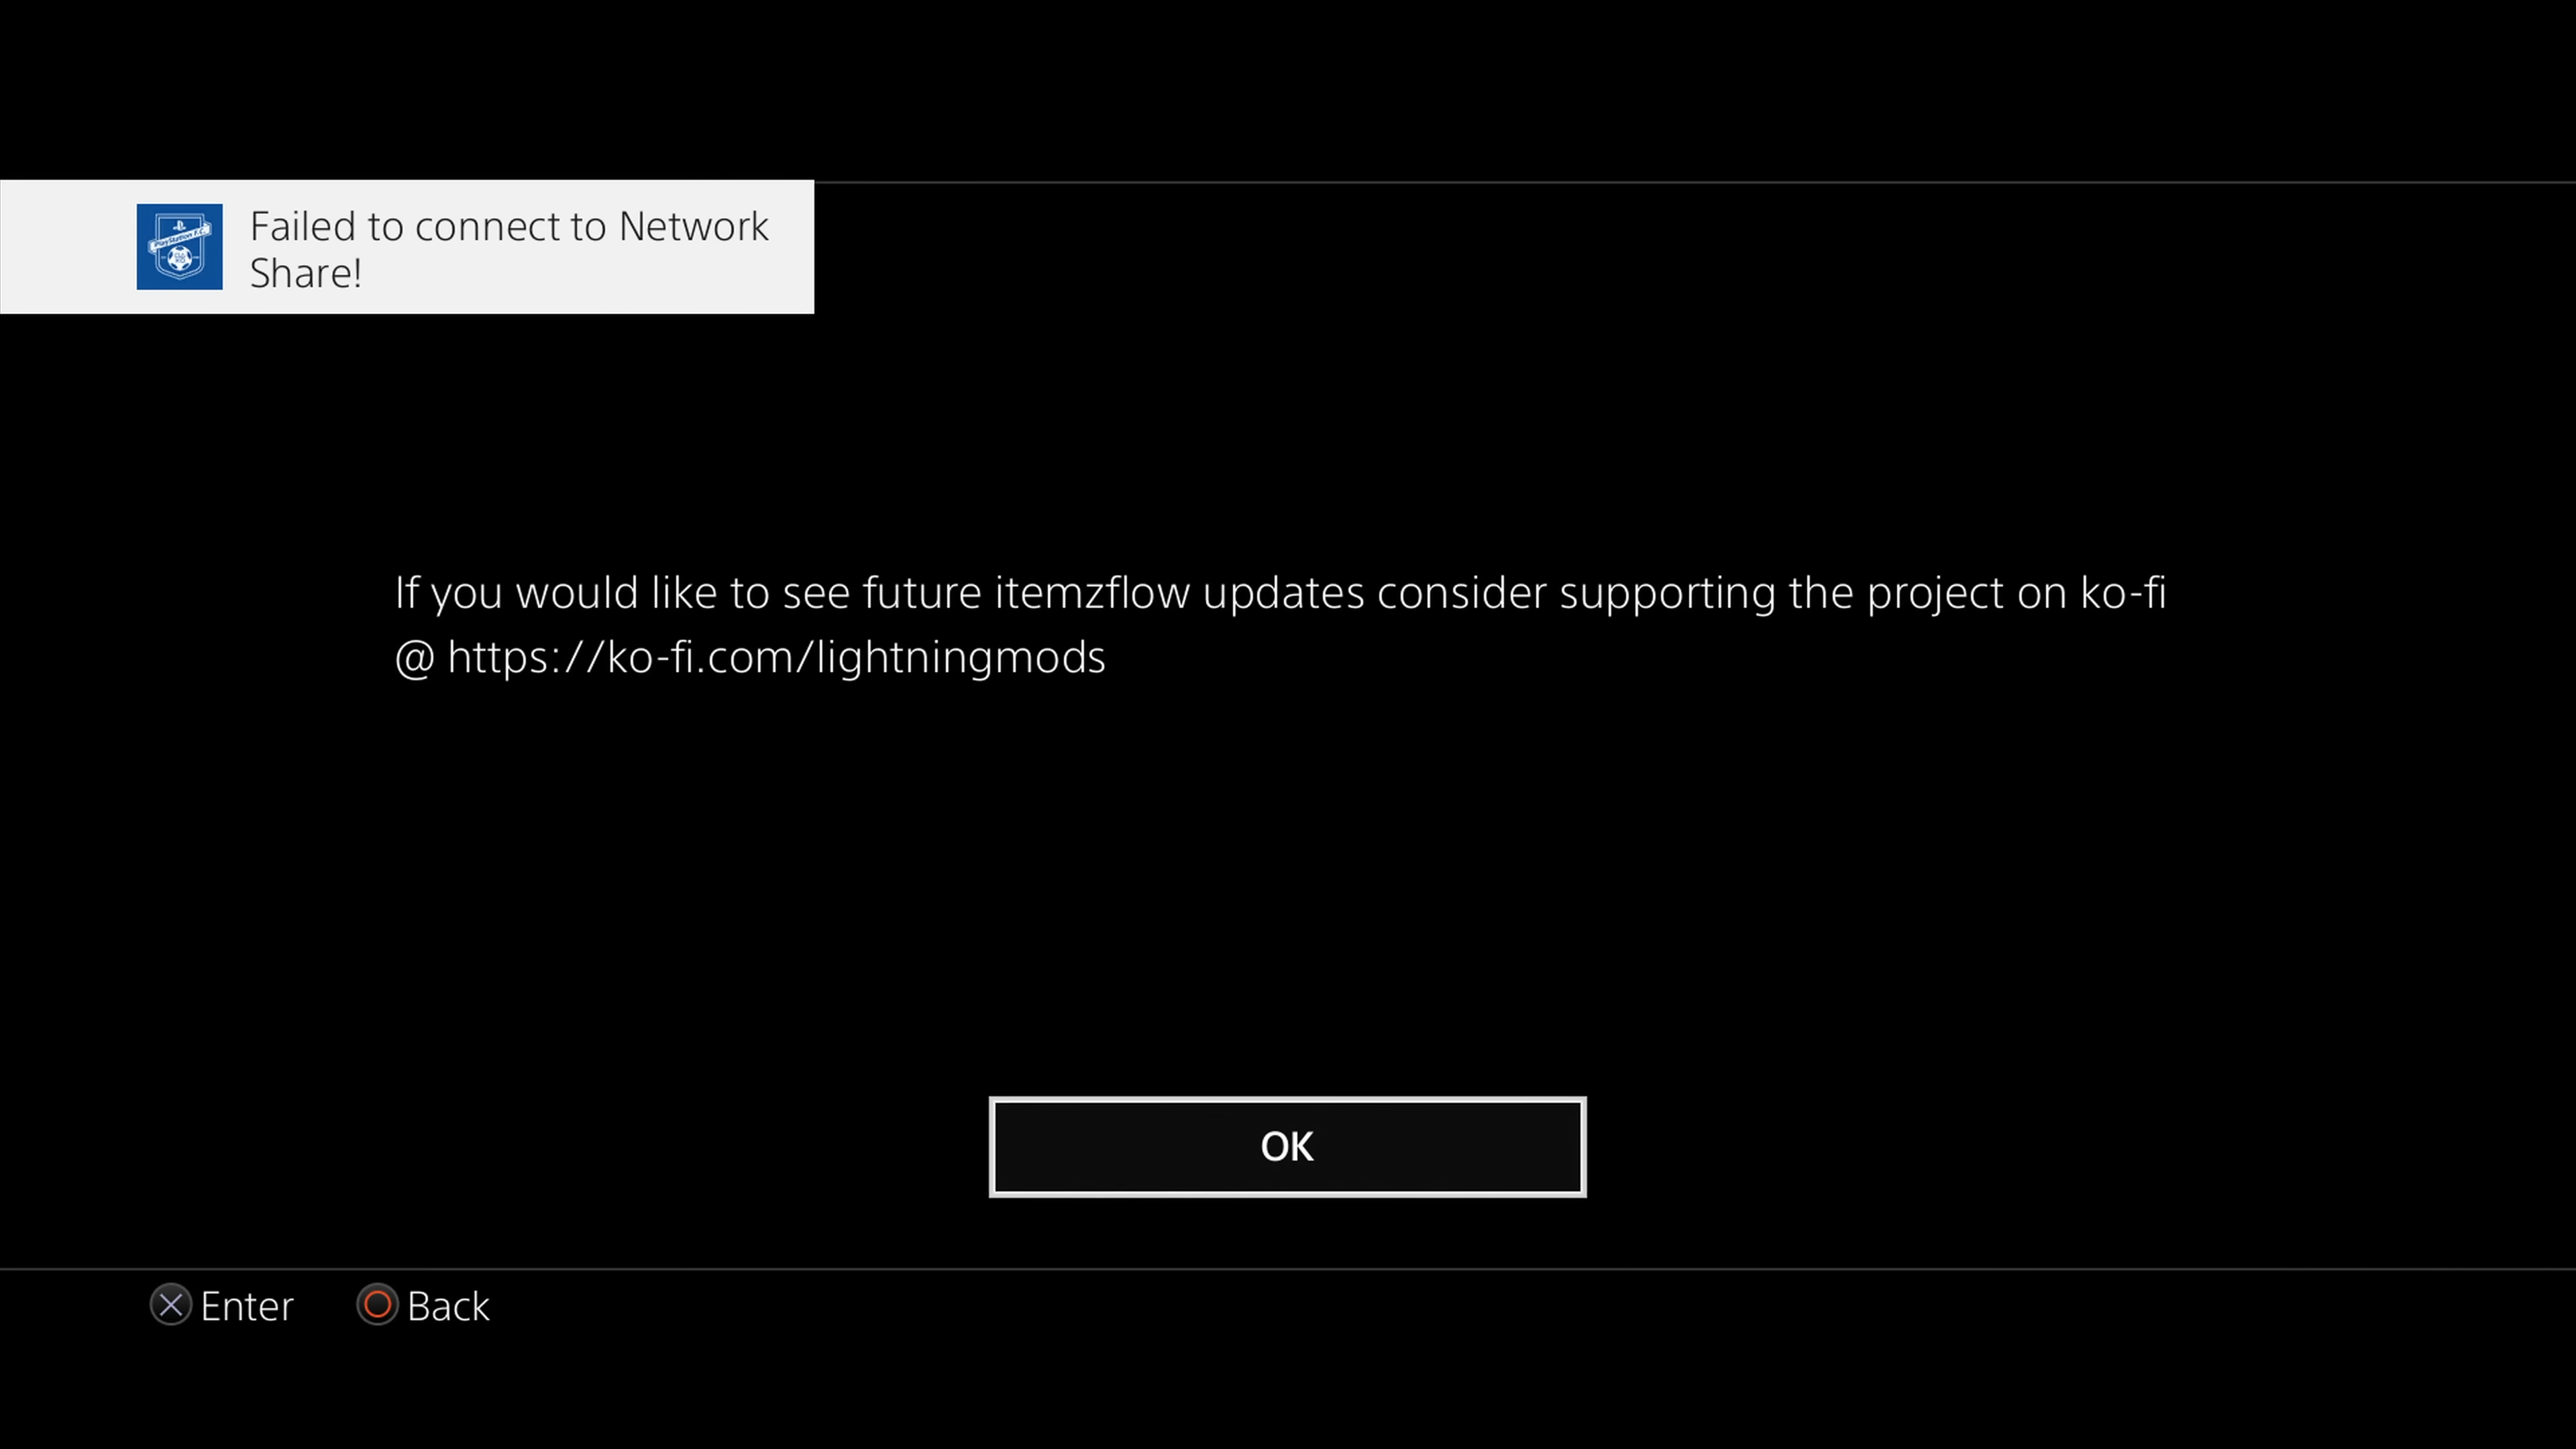 Failed to connect to Network
Share!
If you would like to see future itemzflow updates consider supporting the project on ko-fi
@ https://ko-fi.com/lightningmods
OK
Enter
Back